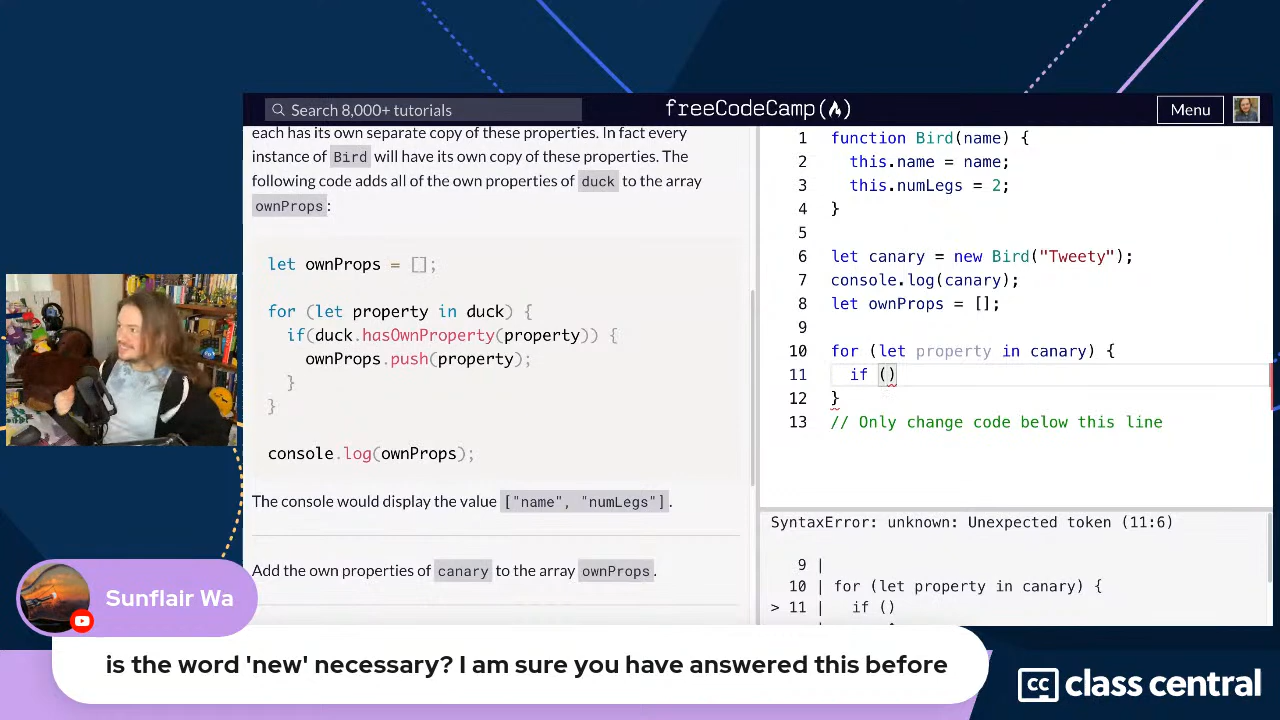 Search 8,000+ tutorials
freeCodeCamp
Menu
each has its own separate copy of these properties. In fact every
instance of Bird will have its own copy of these properties. The
following code adds all of the own properties of duck to the array
ownProps:
let ownProps = [];
for (let property in duck) {
if(duck.hasOwnProperty(property)) {
ownProps.push(property);
}
}
console.log(ownProps);
The console would display the value ["name", "numLegs"].
Add the own properties of canary to the array ownProps.
1 function Bird(name) {
2 this.name = name;
3 this.numLegs = 2;
4 }
5
6 let canary = new Bird("Tweety");
7 console.log(canary);
8 let ownProps = [];
9
10 for (let property in canary) {
11 if ()
12 }
13 // Only change code below this line
SyntaxError: unknown: Unexpected token (11:6)
9 |
10 | for (let property in canary) {
> 11 | if ()
Sunflair Wa
is the word 'new' necessary? I am sure you have answered this before
cc class central